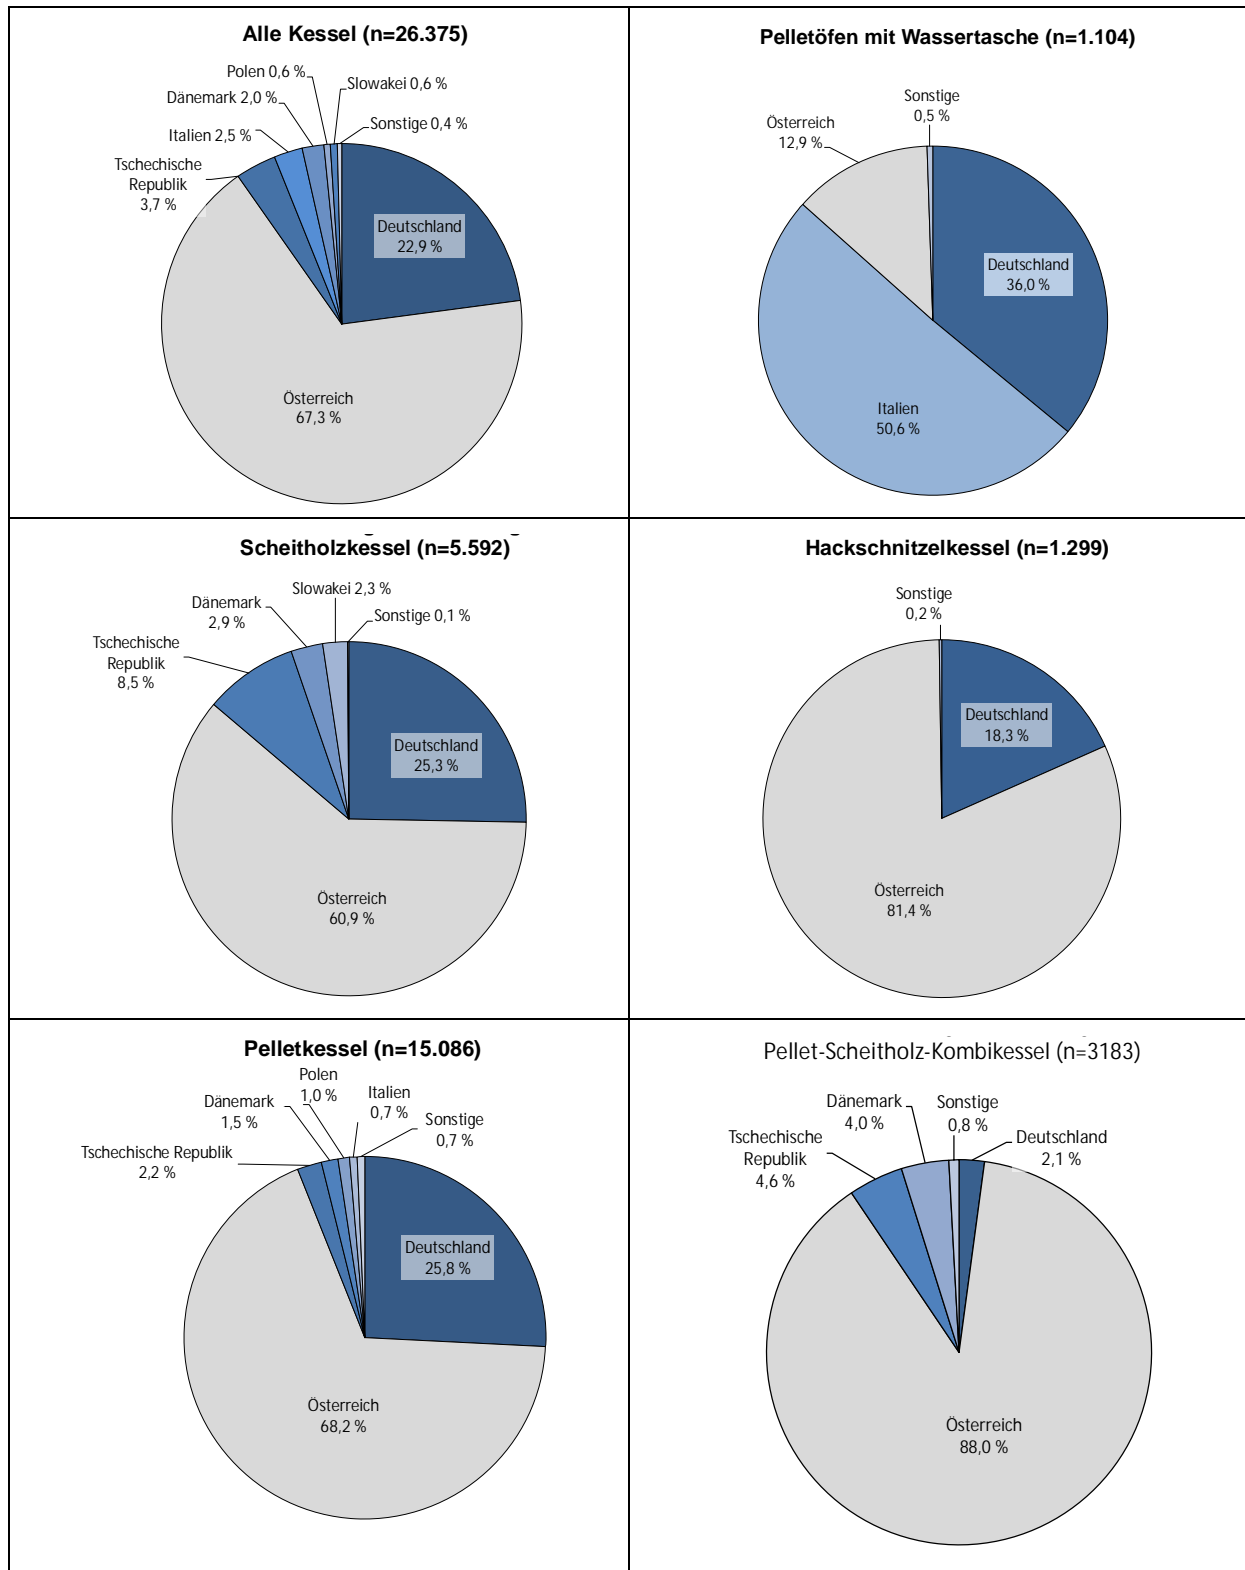 Alle Kessel (n=26.375)
Polen 0,6 %
Slowakei 0,6 %
Dänemark 2,0 %
Sonstige 0,4 %
Italien 2,5 %
Tschechische
Republik
3,7 %
Deutschland
22,9 %
Österreich
67,3 %
Pelletöfen mit Wassertasche (n=1.104)
Sonstige
0,5 %
Österreich
12,9 %
Deutschland
36,0 %
Italien
50,6 %
Scheitholzkessel (n=5.592)
Slowakei 2,3 %
Dänemark
2,9 %
Sonstige 0,1 %
Tschechische
Republik
8,5 %
Deutschland
25,3 %
Österreich
60,9 %
Hackschnitzelkessel (n=1.299)
Sonstige
0,2 %
Deutschland
18,3 %
Österreich
81,4 %
Pelletkessel (n=15.086)
Polen
1,0 %
Italien
0,7 %
Dänemark
1,5 %
Sonstige
0,7 %
Tschechische Republik
2,2 %
Deutschland
25,8 %
Österreich
68,2 %
Pellet-Scheitholz-Kombikessel (n=3183)
Dänemark
4,0 %
Sonstige
0,8 %
Deutschland
2,1 %
Tschechische
Republik
4,6 %
Österreich
88,0 %